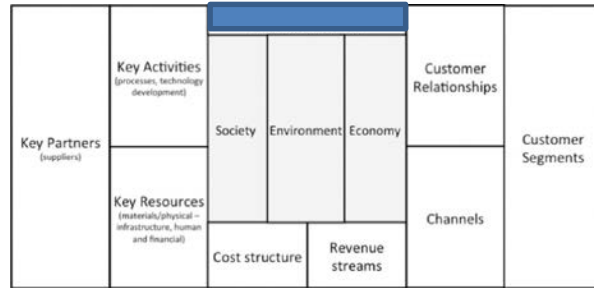 Key Partners
(suppliers)
Key Activities
(processes, technology
development)
Key Resources
(materials/physical –
infrastructure, human
and financial)
Society
Environment
Economy
Cost structure
Revenue
streams
Customer
Relationships
Channels
Customer
Segments